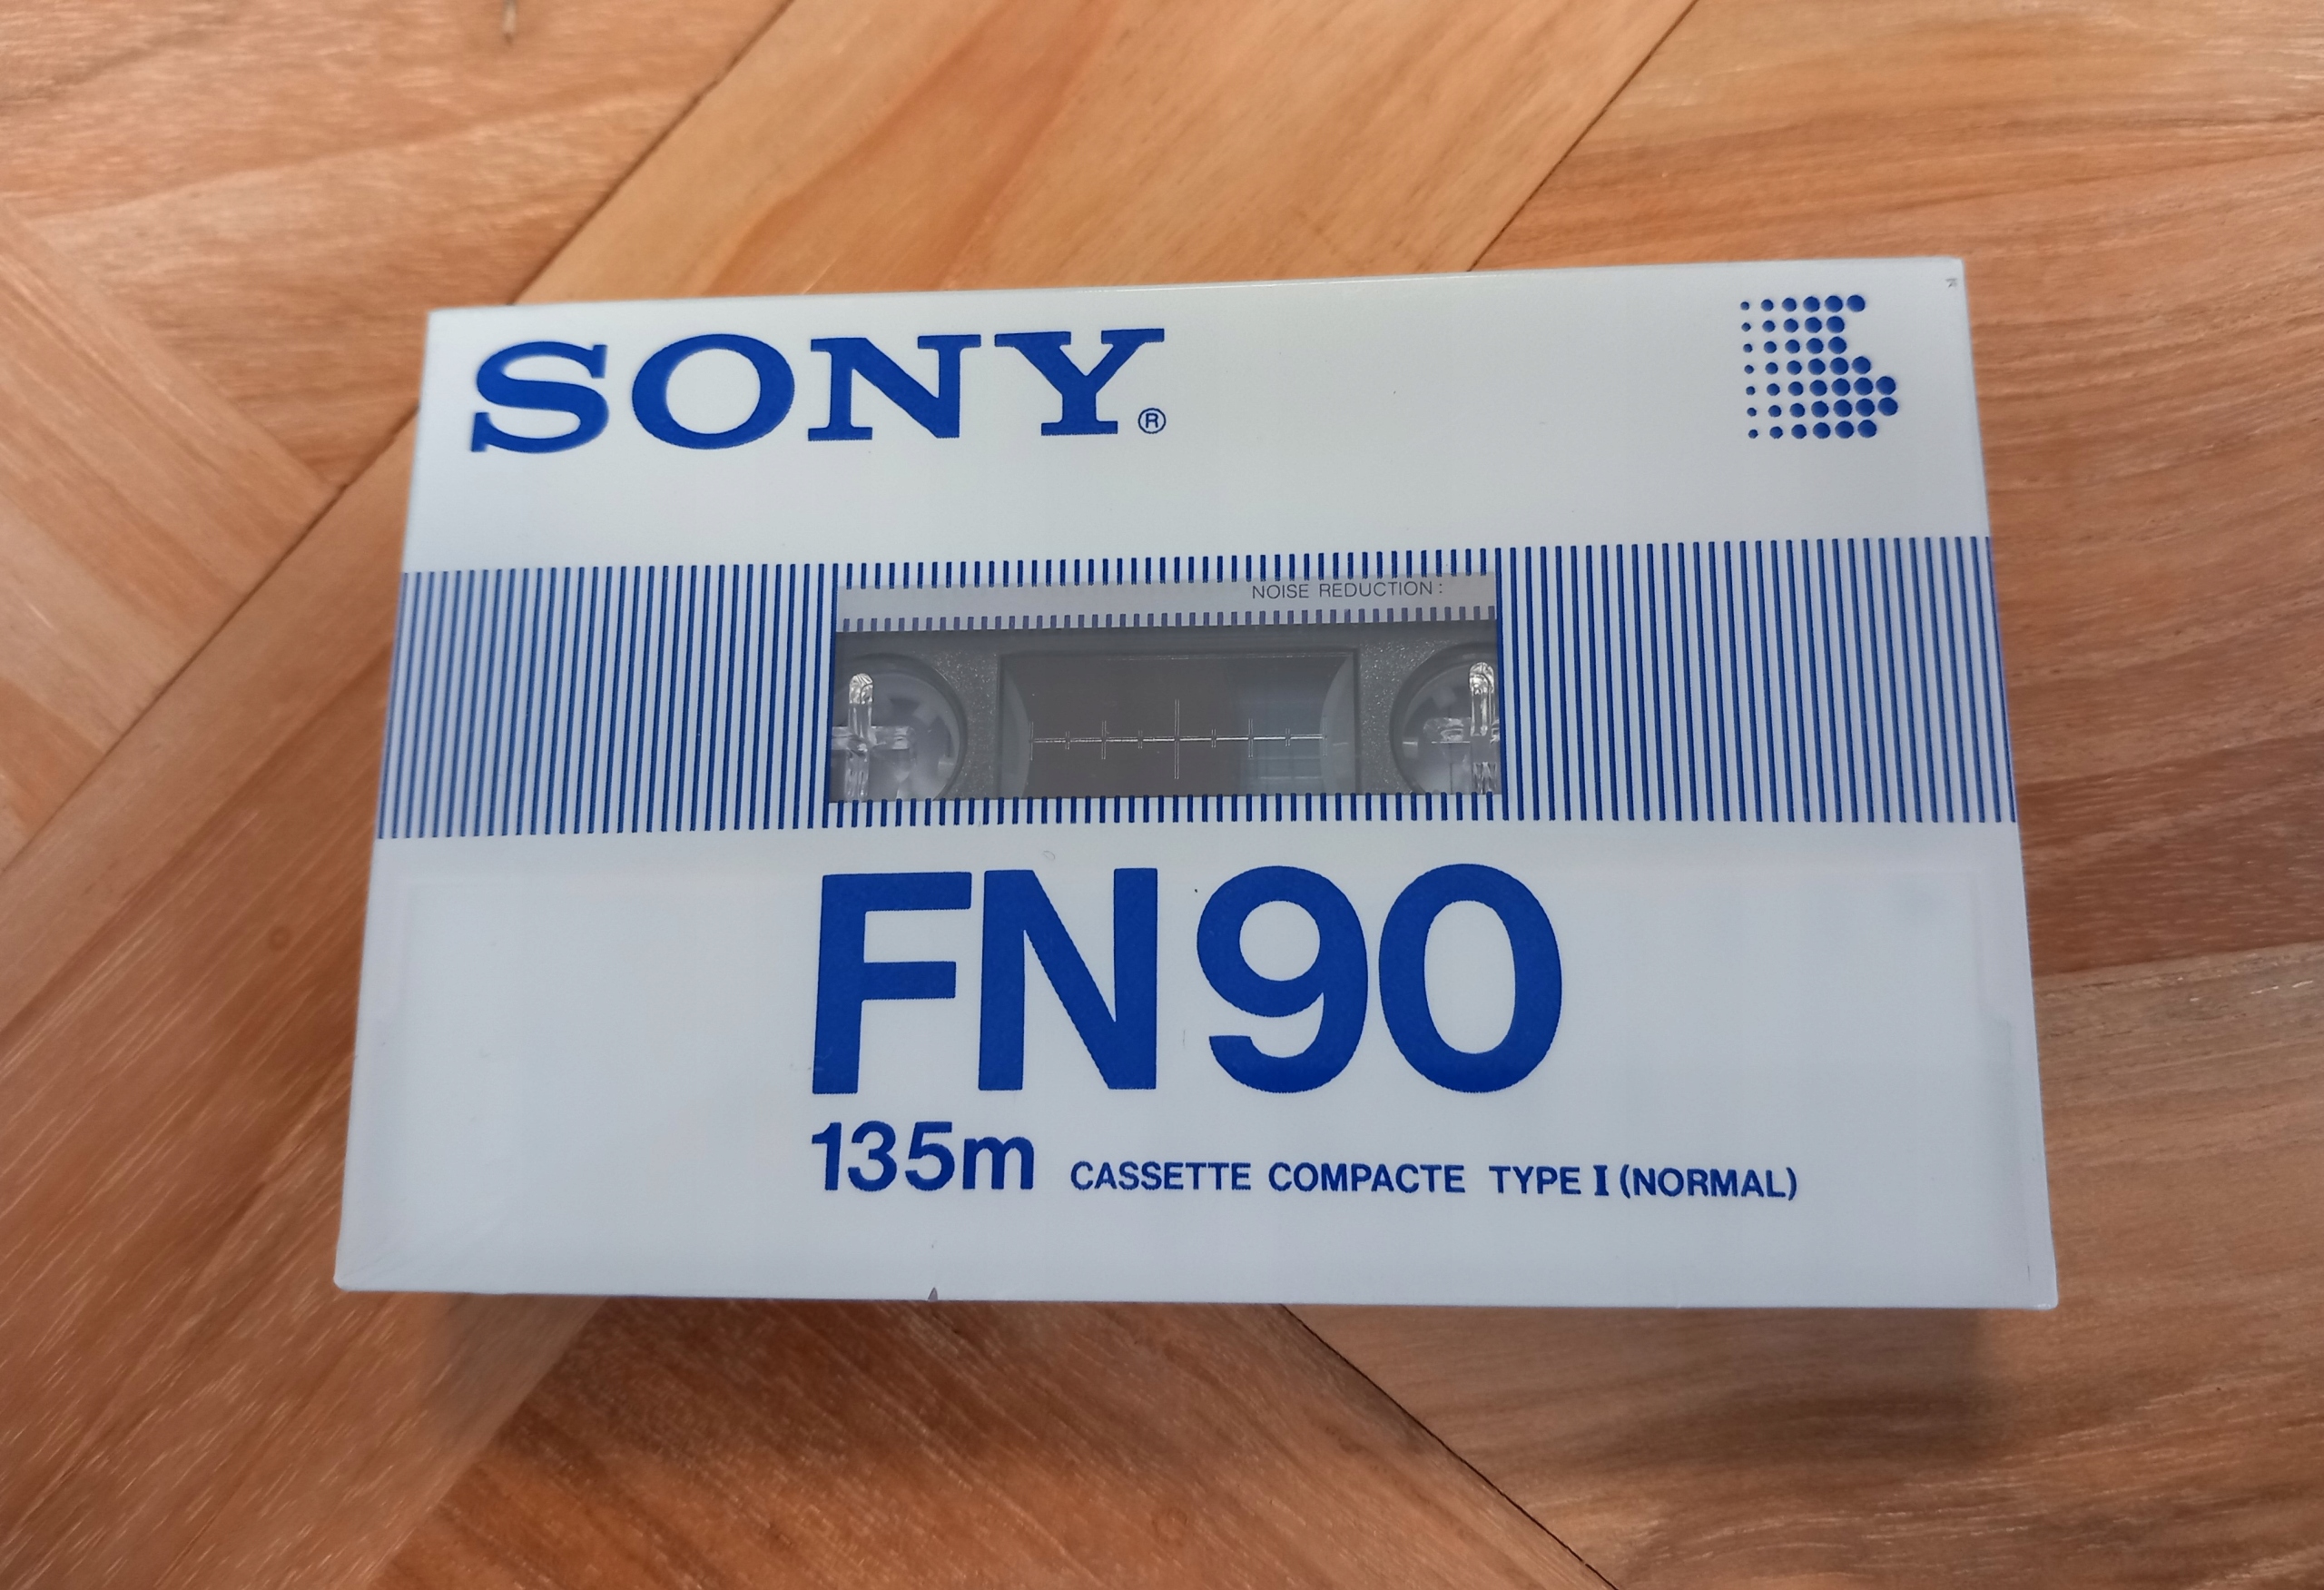 SONY®
NOISE REDUCTION:
FN90
135m CASSETTE COMPACTE TYPE I (NORMAL)